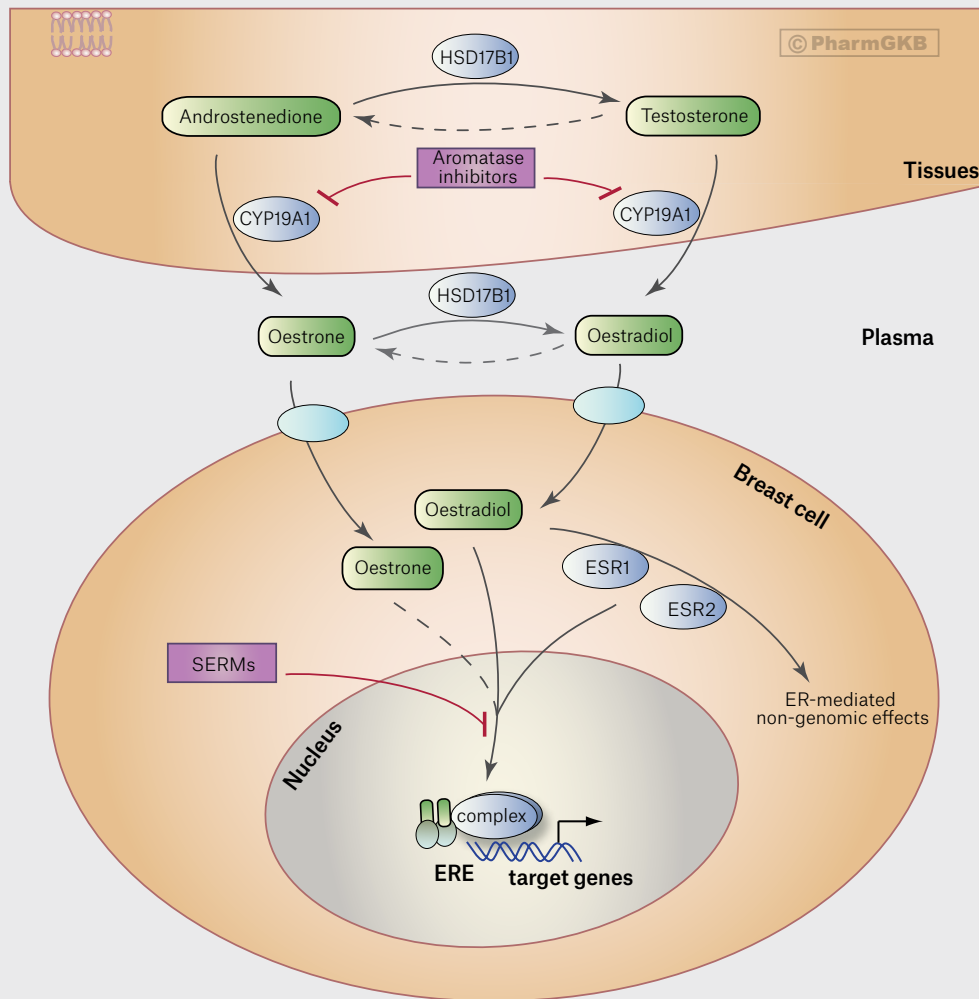 © PharmGKB
HSD17B1
Androstenedione
Testosterone
Aromatase
inhibitors
Tissues
CYP19A1
CYP19A1
HSD17B1
Oestrone
Oestradiol
Plasma
Breast cell
Oestradiol
Oestrone
ESR1
ESR2
SERMs
ER-mediated
non-genomic effects
Nucleus
complex
ERE
target genes